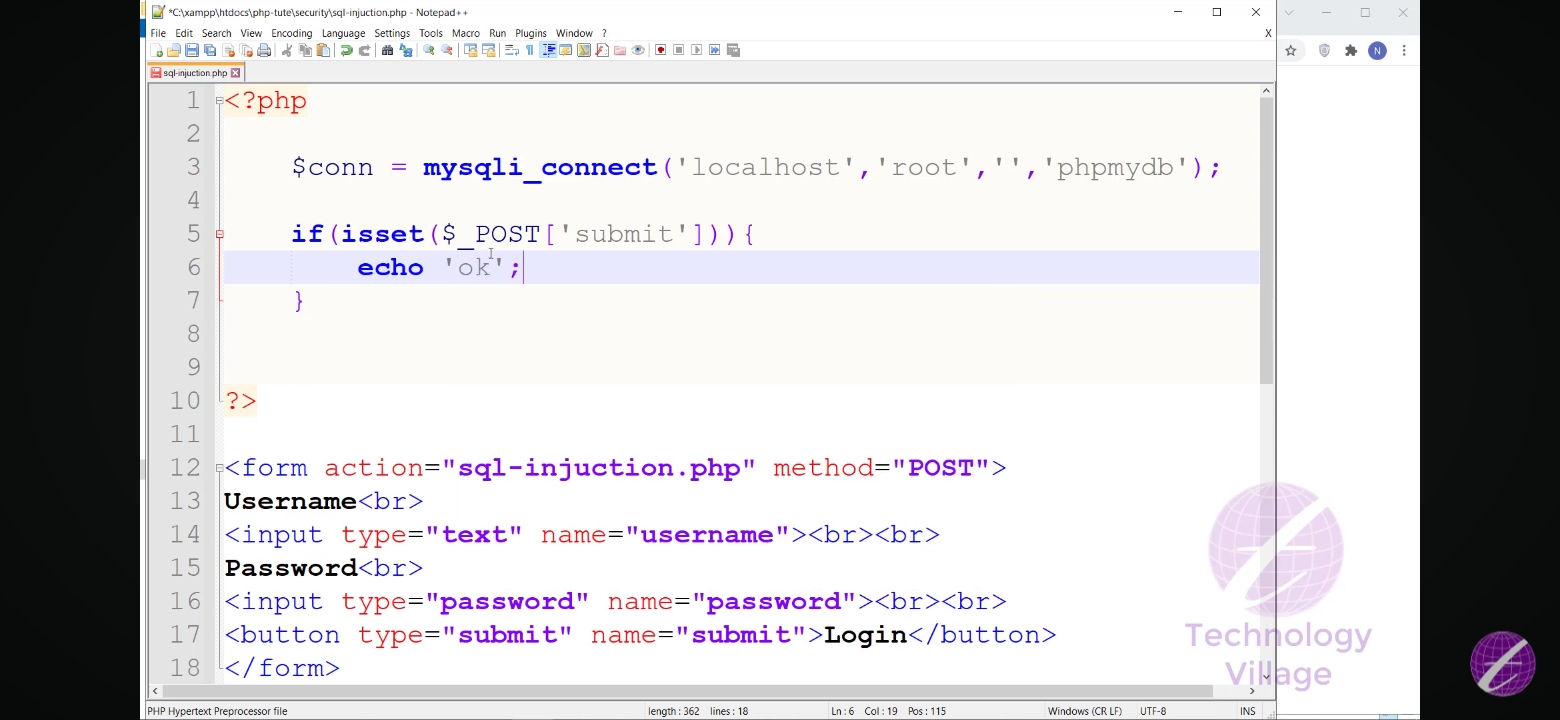 *C:\xampp\htdocs\php-tute\security\sql-injuction.php - Notepad++
File Edit Search View Encoding Language Settings Tools Macro Run Plugins Window ? X
sql-injuction.php
N
1 <?php
2
3 $conn = mysqli_connect('localhost','root','','phpmydb');
4
5 if(isset($_POST['submit'])){
6 echo 'ok';
7 }
8
9
10 ?>
11
12 <form action="sql-injuction.php" method="POST">
13 Username<br>
14 <input type="text" name="username"><br><br>
15 Password<br>
16 <input type="password" name="password"><br><br>
17 <button type="submit" name="submit">Login</button>
18 </form>
Technology
Village
PHP Hypertext Preprocessor file length : 362 lines : 18 Ln : 6 Col : 19 Pos : 115 Windows (CR LF) UTF-8 INS